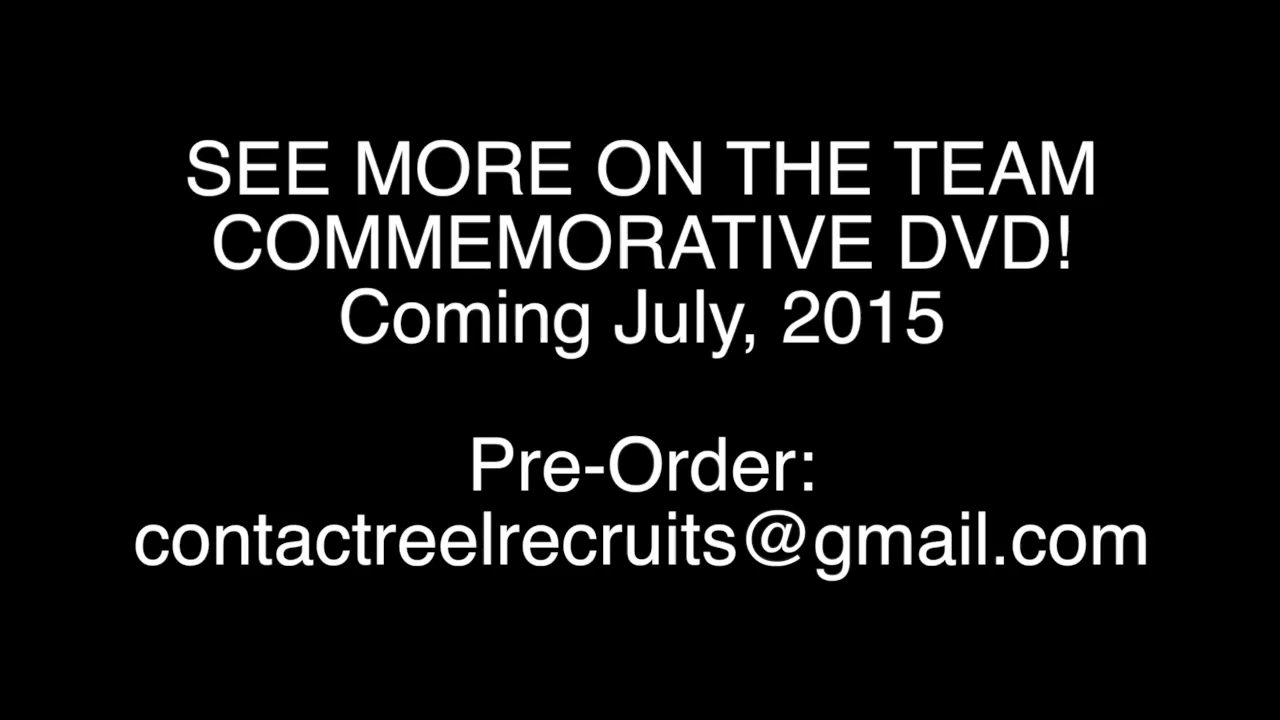 SEE MORE ON THE TEAM
COMMEMORATIVE DVD!
Coming July, 2015
Pre-Order:
contactreelrecruits@gmail.com